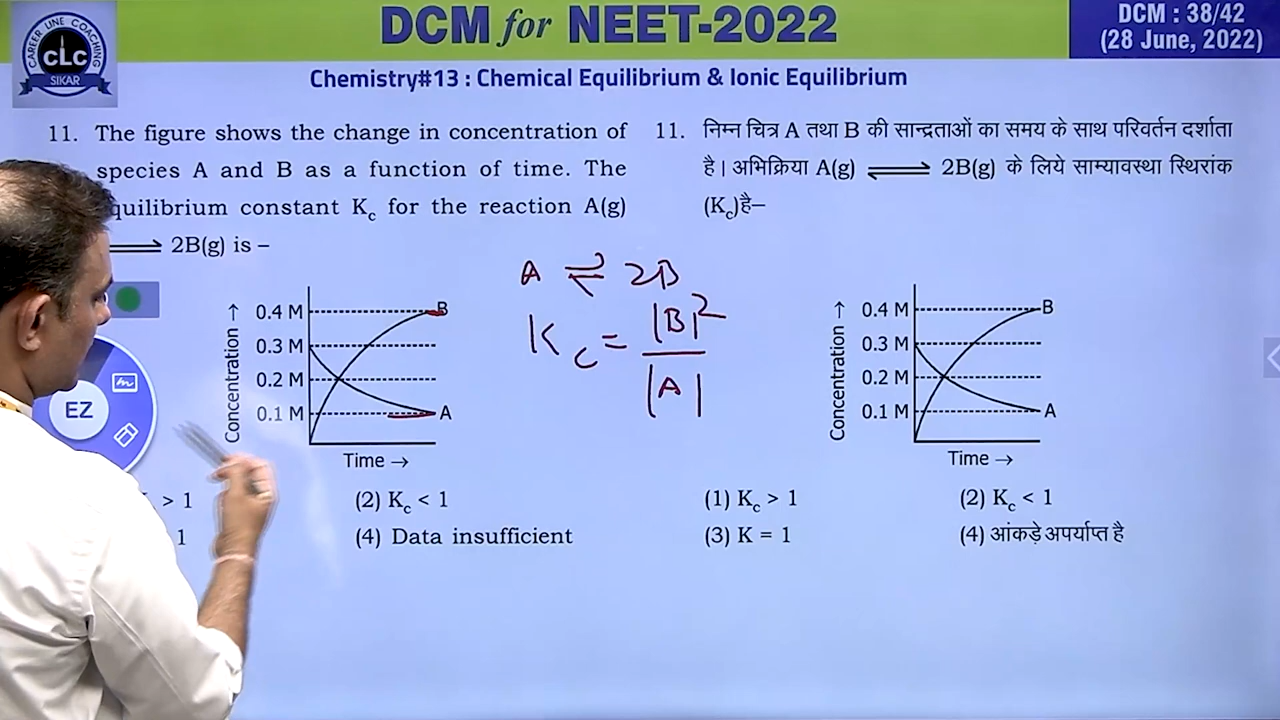 DCM for NEET-2022
DCM : 38/42
(28 June, 2022)
CAREER LINE COACHING
CLC
SIKAR
Chemistry#13 : Chemical Equilibrium & Ionic Equilibrium
11. The figure shows the change in concentration of
species A and B as a function of time. The
quilibrium constant Kc for the reaction A(g)
⇌ 2B(g) is –
0.4 M
0.3 M
0.2 M
0.1 M
B
A
Concentration →
Time →
> 1
(2) Kc < 1
1
(4) Data insufficient
A ⇌ 2B
Kc = |B|²
|A|
11. निम्न चित्र A तथा B की सान्द्रताओं का समय के साथ परिवर्तन दर्शाता
है। अभिक्रिया A(g) ⇌ 2B(g) के लिये साम्यावस्था स्थिरांक
(Kc)है–
0.4 M
0.3 M
0.2 M
0.1 M
B
A
Concentration →
Time →
(1) Kc > 1
(2) Kc < 1
(3) K = 1
(4) आंकड़े अपर्याप्त है
EZ